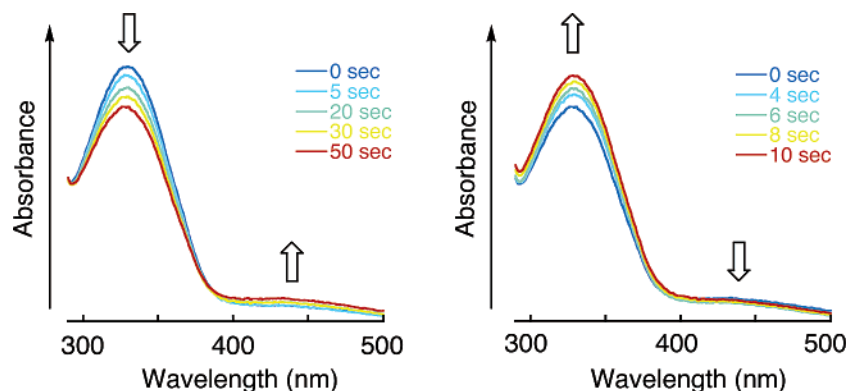 Absorbance
0 sec
5 sec
20 sec
30 sec
50 sec
300 400 500
Wavelength (nm)
Absorbance
0 sec
4 sec
6 sec
8 sec
10 sec
300 400 500
Wavelength (nm)